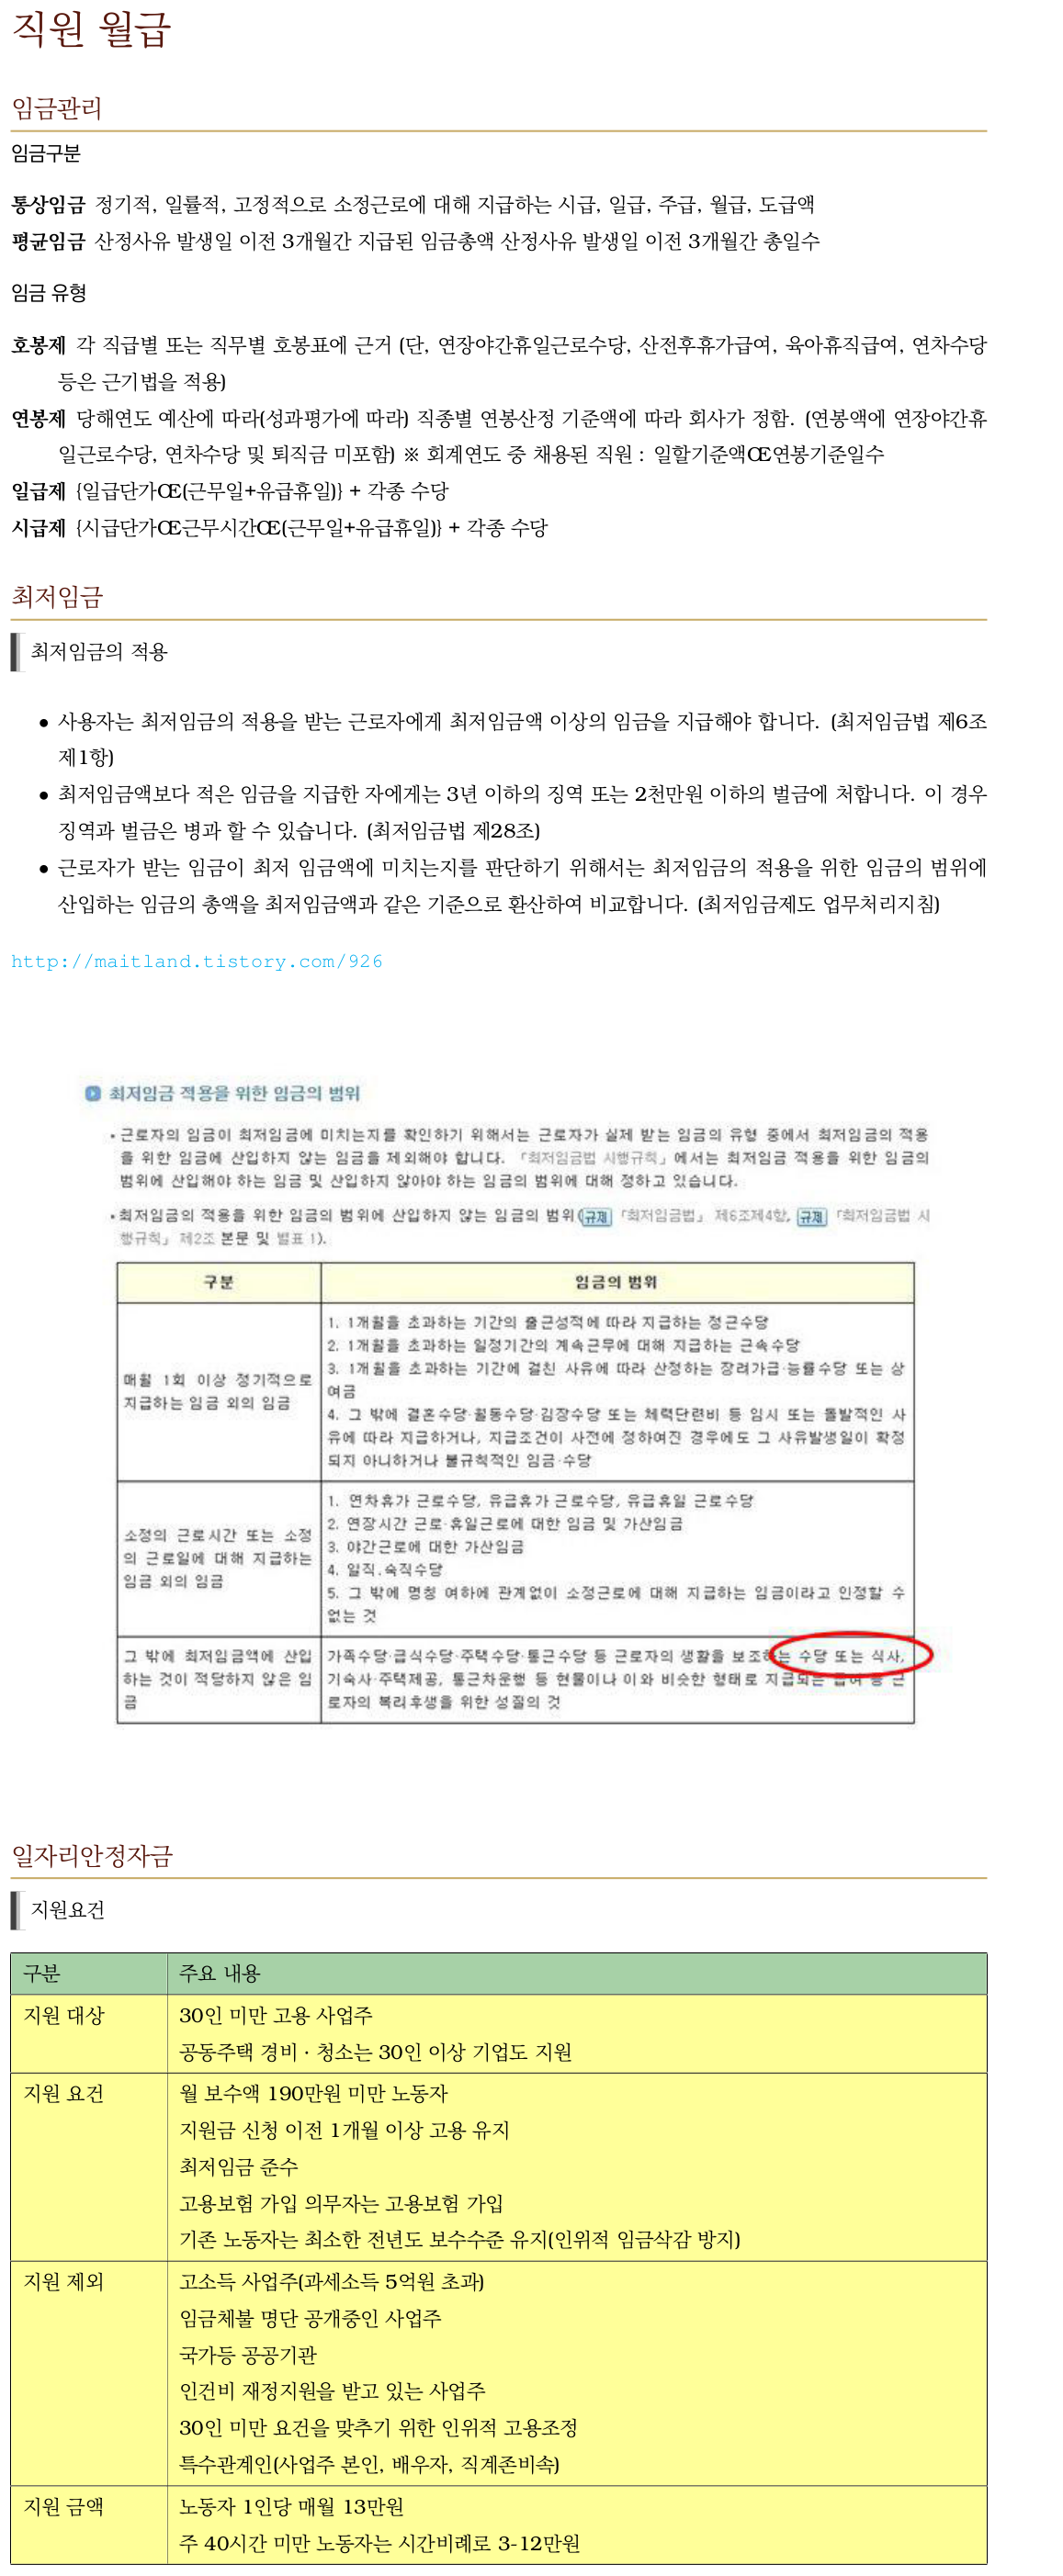 직원 월급
임금관리
임금구분
통상임금 정기적, 일률적, 고정적으로 소정근로에 대해 지급하는 시급, 일급, 주급, 월급, 도급액
평균임금 산정사유 발생일 이전 3개월간 지급된 임금총액 산정사유 발생일 이전 3개월간 총일수
임금 유형
호봉제 각 직급별 또는 직무별 호봉표에 근거 (단, 연장야간휴일근로수당, 산전후휴가급여, 육아휴직급여, 연차수당
등은 근기법을 적용)
연봉제 당해연도 예산에 따라(성과평가에 따라) 직종별 연봉산정 기준액에 따라 회사가 정함. (연봉액에 연장야간휴
일근로수당, 연차수당 및 퇴직금 미포함) ※ 회계연도 중 채용된 직원 : 일할기준액Œ연봉기준일수
일급제 {일급단가Œ(근무일+유급휴일)} + 각종 수당
시급제 {시급단가Œ근무시간Œ(근무일+유급휴일)} + 각종 수당
최저임금
최저임금의 적용
• 사용자는 최저임금의 적용을 받는 근로자에게 최저임금액 이상의 임금을 지급해야 합니다. (최저임금법 제6조
제1항)
• 최저임금액보다 적은 임금을 지급한 자에게는 3년 이하의 징역 또는 2천만원 이하의 벌금에 처합니다. 이 경우
징역과 벌금은 병과 할 수 있습니다. (최저임금법 제28조)
• 근로자가 받는 임금이 최저 임금액에 미치는지를 판단하기 위해서는 최저임금의 적용을 위한 임금의 범위에
산입하는 임금의 총액을 최저임금액과 같은 기준으로 환산하여 비교합니다. (최저임금제도 업무처리지침)
http://maitland.tistory.com/926
최저임금 적용을 위한 임금의 범위
• 근로자의 임금이 최저임금에 미치는지를 확인하기 위해서는 근로자가 실제 받는 임금의 유형 중에서 최저임금의 적용
을 위한 임금에 산입하지 않는 임금을 제외해야 합니다. 「최저임금법 시행규칙」에서는 최저임금 적용을 위한 임금의
범위에 산입해야 하는 임금 및 산입하지 않아야 하는 임금의 범위에 대해 정하고 있습니다.
• 최저임금의 적용을 위한 임금의 범위에 산입하지 않는 임금의 범위(규제 「최저임금법」 제6조제4항, 규제 「최저임금법 시
행규칙」 제2조 본문 및 별표 1).
구분 임금의 범위
매월 1회 이상 정기적으로
지급하는 임금 외의 임금
1. 1개월을 초과하는 기간의 출근성적에 따라 지급하는 정근수당
2. 1개월을 초과하는 일정기간의 계속근무에 대해 지급하는 근속수당
3. 1개월을 초과하는 기간에 걸친 사유에 따라 산정하는 장려가급·능률수당 또는 상
여금
4. 그 밖에 결혼수당·월동수당·김장수당 또는 체력단련비 등 임시 또는 돌발적인 사
유에 따라 지급하거나, 지급조건이 사전에 정하여진 경우에도 그 사유발생일이 확정
되지 아니하거나 불규칙적인 임금·수당
소정의 근로시간 또는 소정
의 근로일에 대해 지급하는
임금 외의 임금
1. 연차휴가 근로수당, 유급휴가 근로수당, 유급휴일 근로수당
2. 연장시간 근로·휴일근로에 대한 임금 및 가산임금
3. 야간근로에 대한 가산임금
4. 일직.숙직수당
5. 그 밖에 명칭 여하에 관계없이 소정근로에 대해 지급하는 임금이라고 인정할 수
없는 것
그 밖에 최저임금액에 산입
하는 것이 적당하지 않은 임
금
가족수당·급식수당·주택수당·통근수당 등 근로자의 생활을 보조하는 수당 또는 식사,
기숙사·주택제공, 통근차운행 등 현물이나 이와 비슷한 형태로 지급되는 급여 등 근
로자의 복리후생을 위한 성질의 것
일자리안정자금
지원요건
구분 주요 내용
지원 대상 30인 미만 고용 사업주
공동주택 경비 · 청소는 30인 이상 기업도 지원
지원 요건 월 보수액 190만원 미만 노동자
지원금 신청 이전 1개월 이상 고용 유지
최저임금 준수
고용보험 가입 의무자는 고용보험 가입
기존 노동자는 최소한 전년도 보수수준 유지(인위적 임금삭감 방지)
지원 제외 고소득 사업주(과세소득 5억원 초과)
임금체불 명단 공개중인 사업주
국가등 공공기관
인건비 재정지원을 받고 있는 사업주
30인 미만 요건을 맞추기 위한 인위적 고용조정
특수관계인(사업주 본인, 배우자, 직계존비속)
지원 금액 노동자 1인당 매월 13만원
주 40시간 미만 노동자는 시간비례로 3-12만원